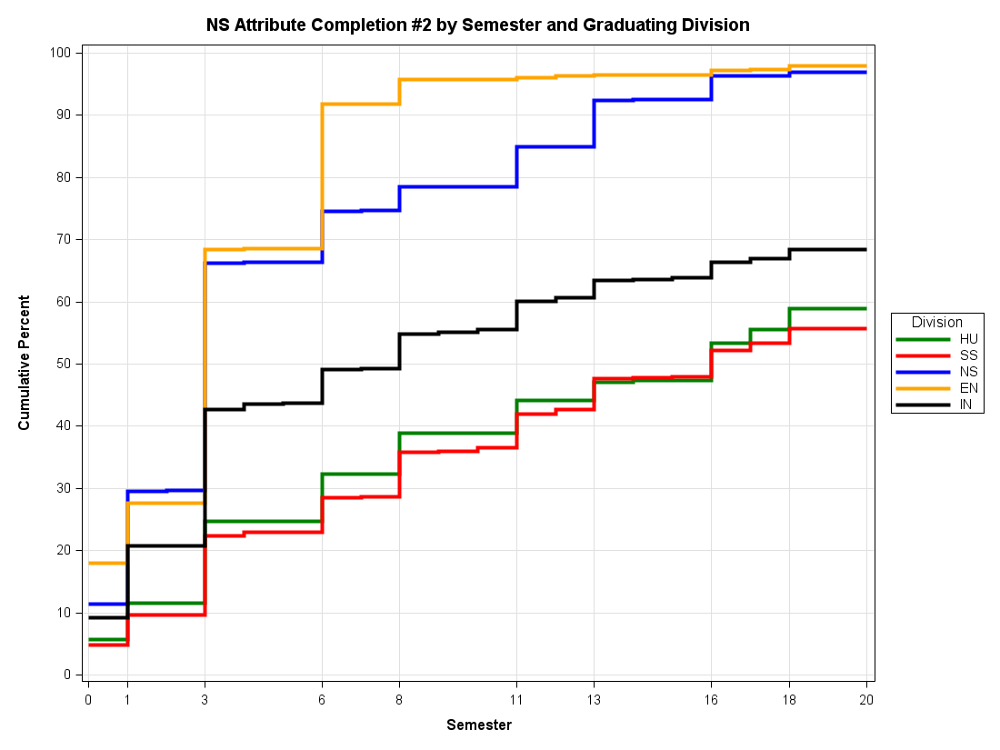 NS Attribute Completion #2 by Semester and Graduating Division
100
90
80
70
60
50
40
30
20
10
0
Cumulative Percent
0 1 3 6 8 11 13 16 18 20
Semester
Division
HU
SS
NS
EN
IN